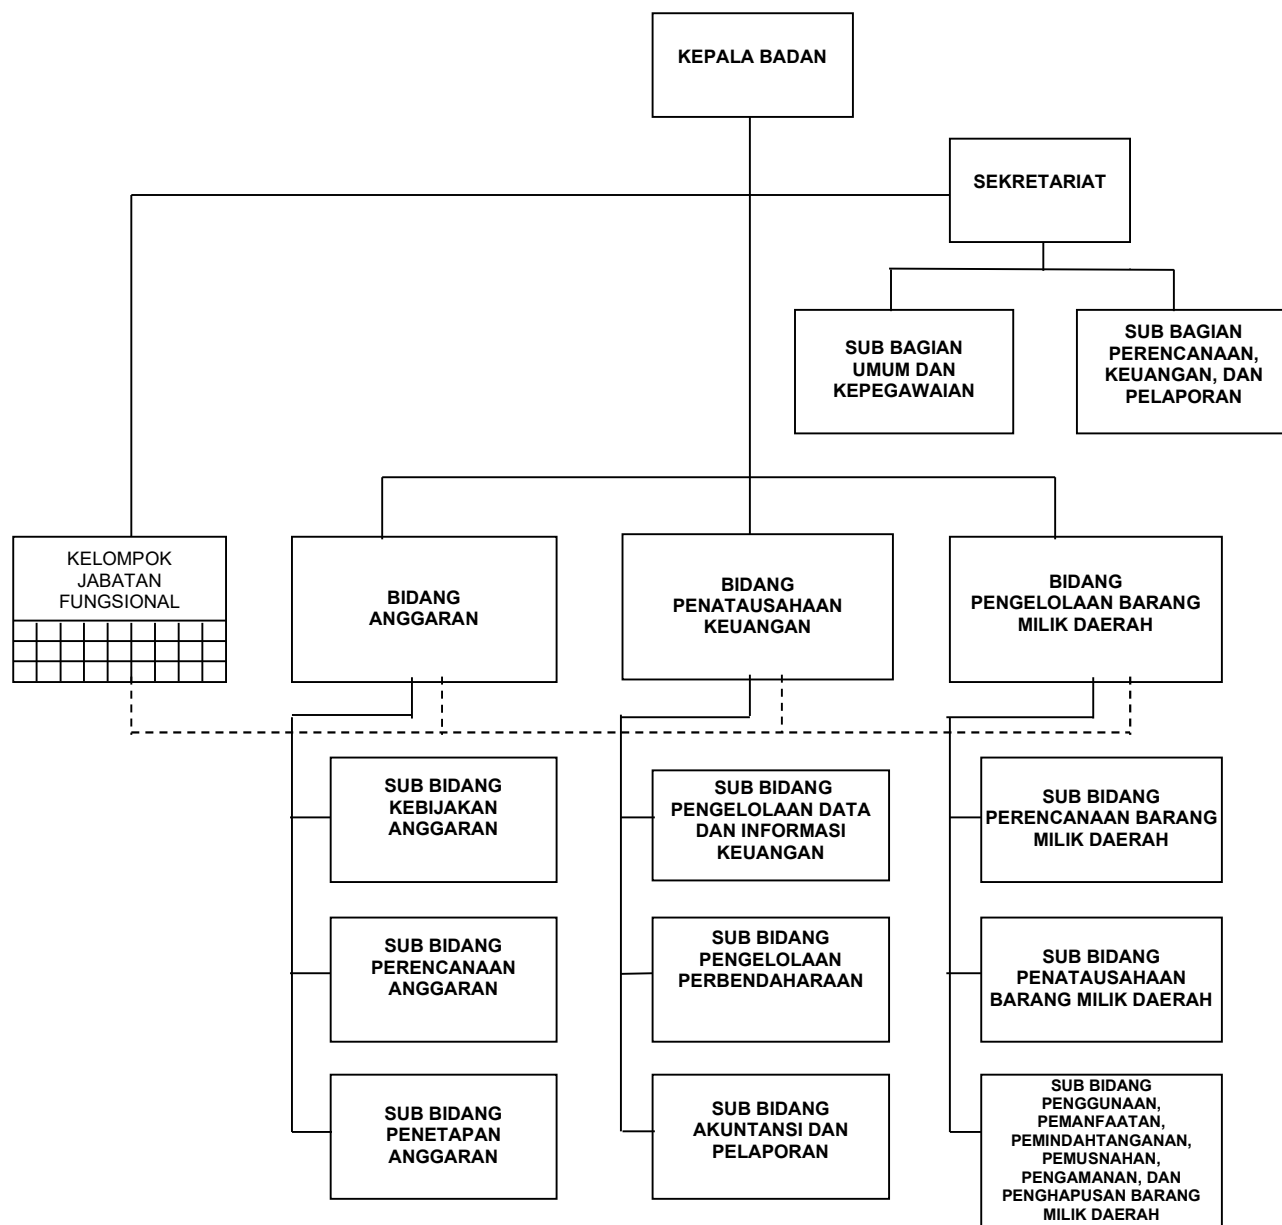 KEPALA BADAN
SEKRETARIAT
SUB BAGIAN
UMUM DAN
KEPEGAWAIAN
SUB BAGIAN
PERENCANAAN,
KEUANGAN, DAN
PELAPORAN
KELOMPOK
JABATAN
FUNGSIONAL
BIDANG
ANGGARAN
BIDANG
PENATAUSAHAAN
KEUANGAN
BIDANG
PENGELOLAAN BARANG
MILIK DAERAH
SUB BIDANG
KEBIJAKAN
ANGGARAN
SUB BIDANG
PENGELOLAAN DATA
DAN INFORMASI
KEUANGAN
SUB BIDANG
PERENCANAAN BARANG
MILIK DAERAH
SUB BIDANG
PERENCANAAN
ANGGARAN
SUB BIDANG
PENGELOLAAN
PERBENDAHARAAN
SUB BIDANG
PENATAUSAHAAN
BARANG MILIK DAERAH
SUB BIDANG
PENETAPAN
ANGGARAN
SUB BIDANG
AKUNTANSI DAN
PELAPORAN
SUB BIDANG
PENGGUNAAN,
PEMANFAATAN,
PEMINDAHTANGANAN,
PEMUSNAHAN,
PENGAMANAN, DAN
PENGHAPUSAN BARANG
MILIK DAERAH